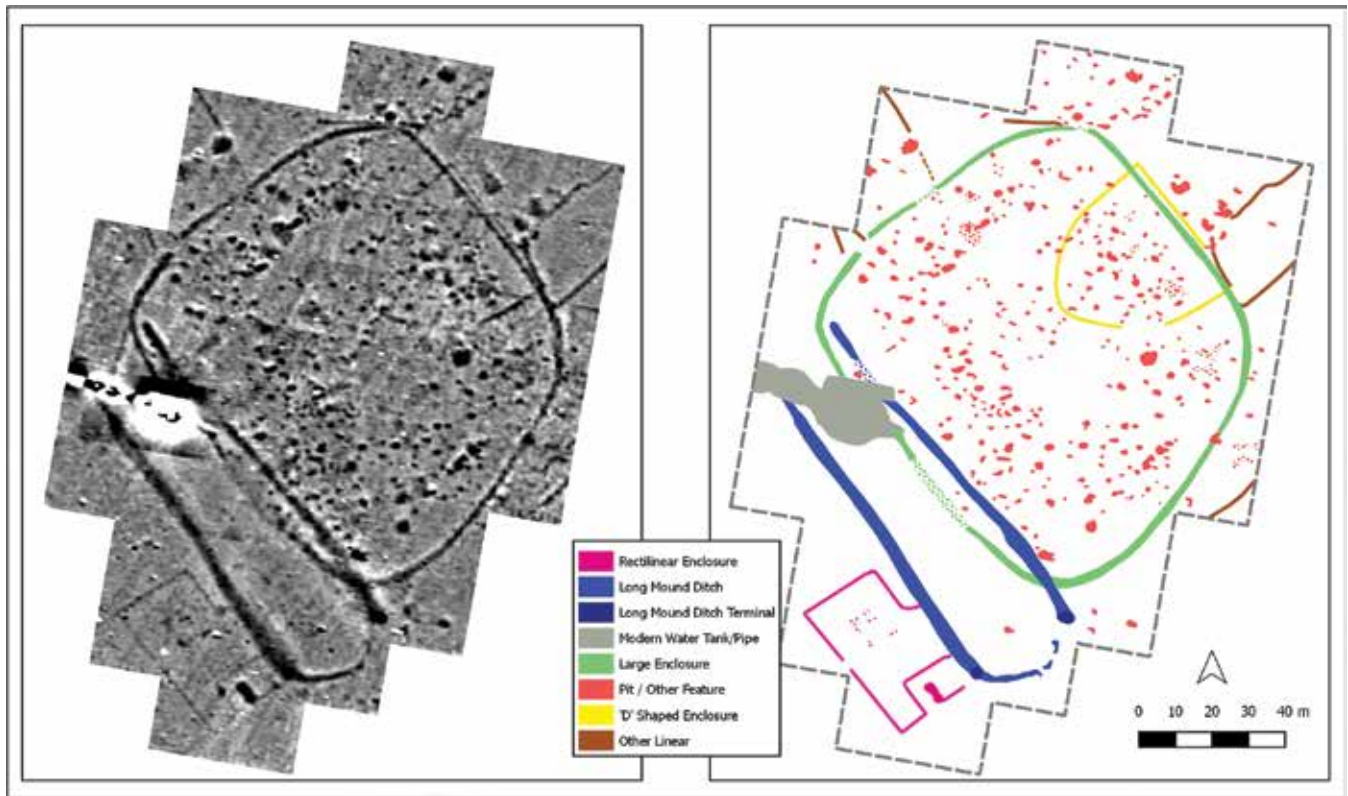 Rectilinear Enclosure
Long Mound Ditch
Long Mound Ditch Terminal
Modern Water Tank/Pipe
Large Enclosure
Pit / Other Feature
'D' Shaped Enclosure
Other Linear
0 10 20 30 40 m